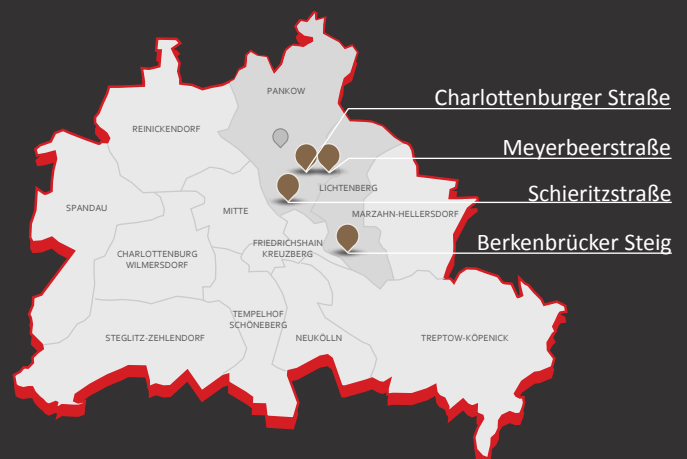 PANKOW
Charlottenburger Straße
REINICKENDORF
Meyerbeerstraße
LICHTENBERG
Schieritzstraße
SPANDAU
MITTE
MARZAHN-HELLERSDORF
Berkenbrücker Steig
FRIEDRICHSHAIN
KREUZBERG
CHARLOTTENBURG
WILMERSDORF
TEMPELHOF
SCHÖNEBERG
STEGLITZ-ZEHLENDORF
NEUKÖLLN
TREPTOW-KÖPENICK